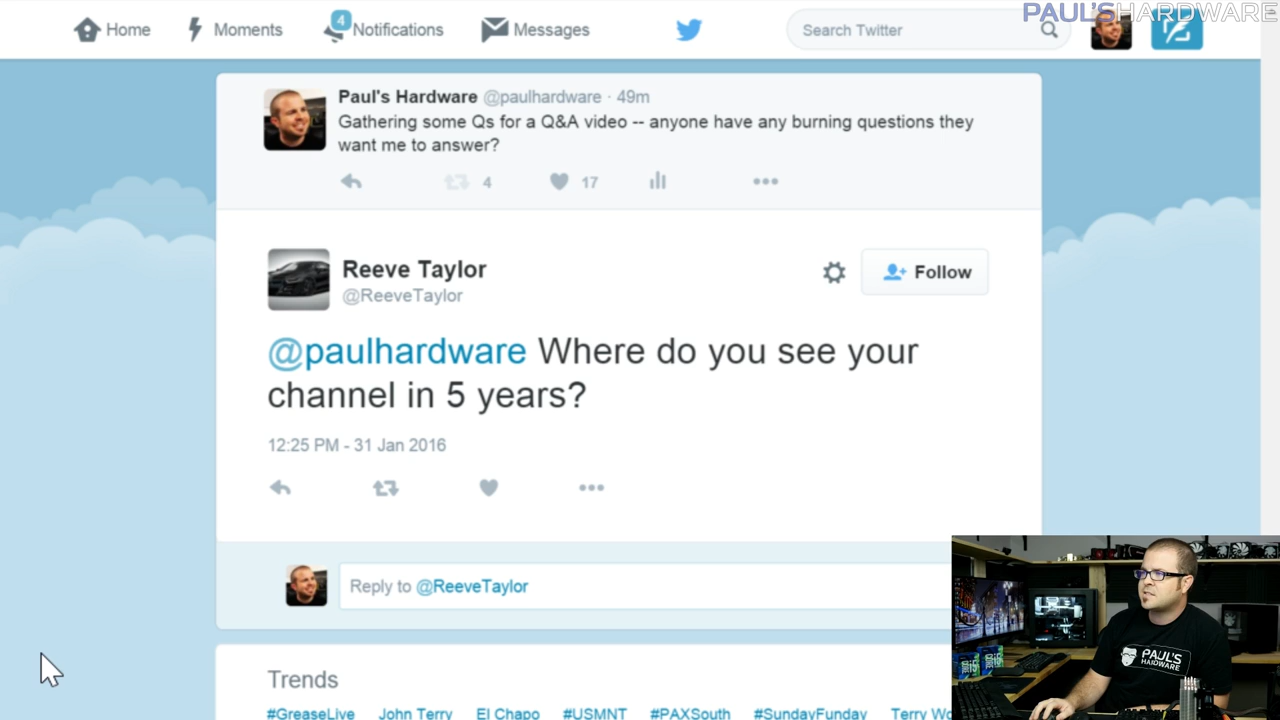 PAUL'SHARDWARE
Home
Moments
4
Notifications
Messages
Search Twitter
Paul's Hardware @paulhardware · 49m
Gathering some Qs for a Q&A video -- anyone have any burning questions they
want me to answer?
4
17
Reeve Taylor
@ReeveTaylor
Follow
@paulhardware Where do you see your
channel in 5 years?
12:25 PM - 31 Jan 2016
Reply to @ReeveTaylor
PAUL'S
HARDWARE
Trends
#GreaseLive John Terry El Chapo #USMNT #PAXSouth #SundayFunday Terry